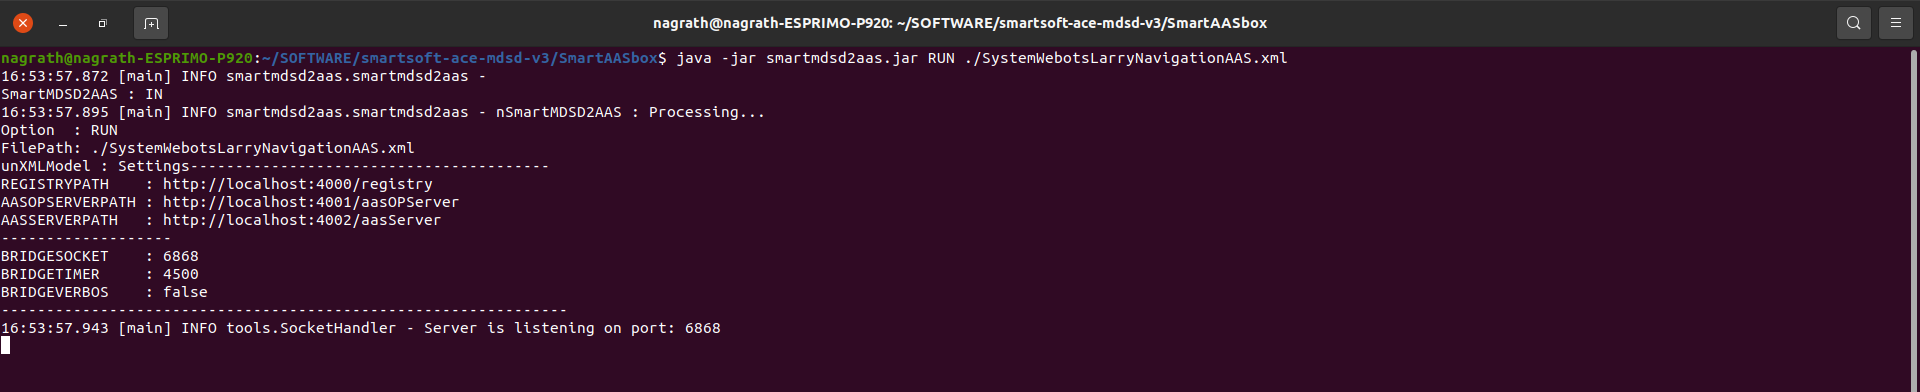 nagrath@nagrath-ESPRIMO-P920: ~/SOFTWARE/smartsoft-ace-mdsd-v3/SmartAASbox
nagrath@nagrath-ESPRIMO-P920:~/SOFTWARE/smartsoft-ace-mdsd-v3/SmartAASbox$ java -jar smartmdsd2aas.jar RUN ./SystemWebotsLarryNavigationAAS.xml
16:53:57.872 [main] INFO smartmdsd2aas.smartmdsd2aas -
SmartMDSD2AAS : IN
16:53:57.895 [main] INFO smartmdsd2aas.smartmdsd2aas - nSmartMDSD2AAS : Processing...
Option  : RUN
FilePath: ./SystemWebotsLarryNavigationAAS.xml
unXMLModel : Settings----------------------------------------
REGISTRYPATH    : http://localhost:4000/registry
AASOPSERVERPATH : http://localhost:4001/aasOPServer
AASSERVERPATH   : http://localhost:4002/aasServer
-------------------
BRIDGESOCKET    : 6868
BRIDGETIMER     : 4500
BRIDGEVERBOS    : false
---------------------------------------------------------------
16:53:57.943 [main] INFO tools.SocketHandler - Server is listening on port: 6868